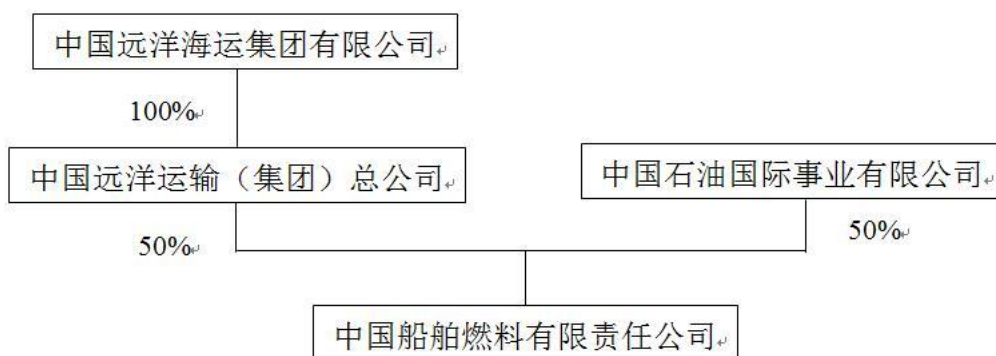 中国远洋海运集团有限公司
100%
中国远洋运输（集团）总公司
中国石油国际事业有限公司
50%
50%
中国船舶燃料有限责任公司